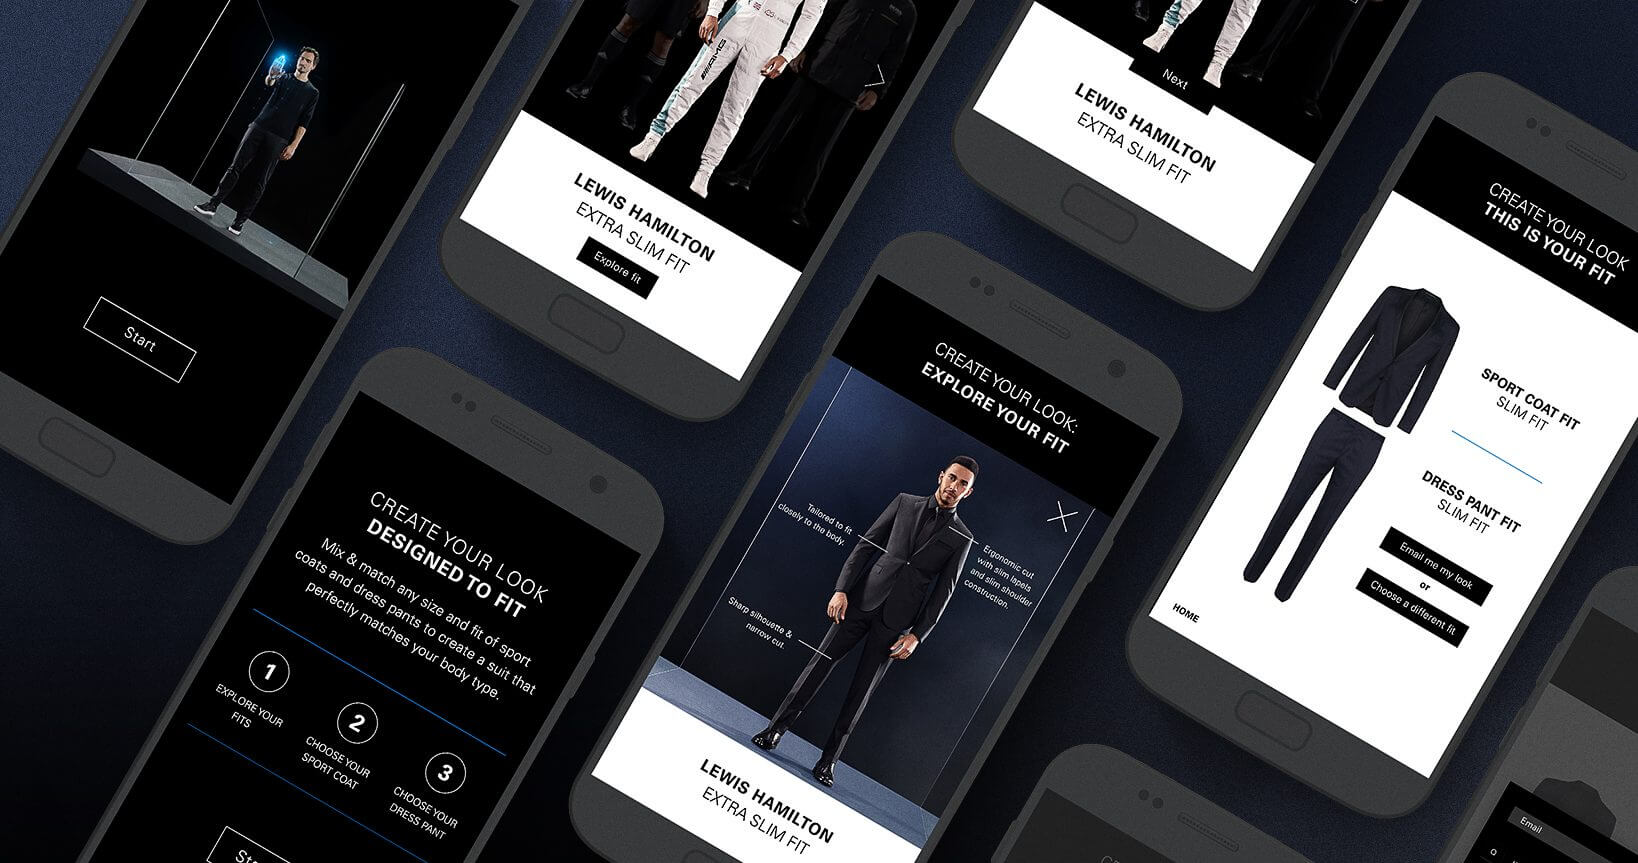 Start
LEWIS HAMILTON
EXTRA SLIM FIT
Explore fit
Next
LEWIS HAMILTON
EXTRA SLIM FIT
CREATE YOUR LOOK
THIS IS YOUR FIT
SPORT COAT FIT
SLIM FIT
DRESS PANT FIT
SLIM FIT
Email me my look
or
Choose a different fit
HOME
CREATE YOUR LOOK
DESIGNED TO FIT
Mix & match any size and fit of sport
coats and dress pants to create a suit that
perfectly matches your body type.
1
EXPLORE YOUR
FITS
2
CHOOSE YOUR
SPORT COAT
3
CHOOSE YOUR
DRESS PANT
CREATE YOUR LOOK:
EXPLORE YOUR FIT
Tailored to fit
closely to the body.
Ergonomic cut
with slim lapels
and slim shoulder
construction.
Sharp silhouette &
narrow cut.
LEWIS HAMILTON
EXTRA SLIM FIT
Email